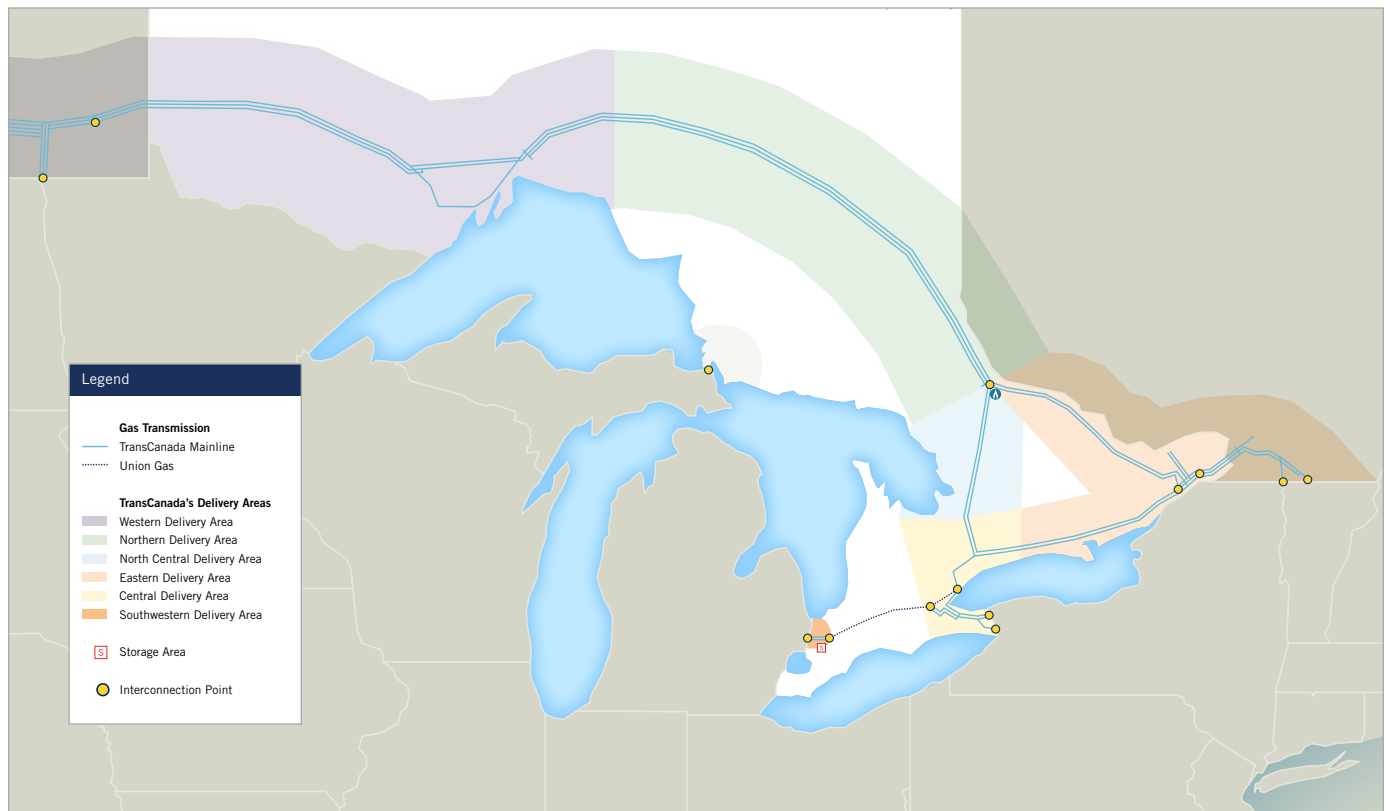 Legend
Gas Transmission
TransCanada Mainline
Union Gas
TransCanada's Delivery Areas
Western Delivery Area
Northern Delivery Area
North Central Delivery Area
Eastern Delivery Area
Central Delivery Area
Southwestern Delivery Area
S Storage Area
Interconnection Point
S